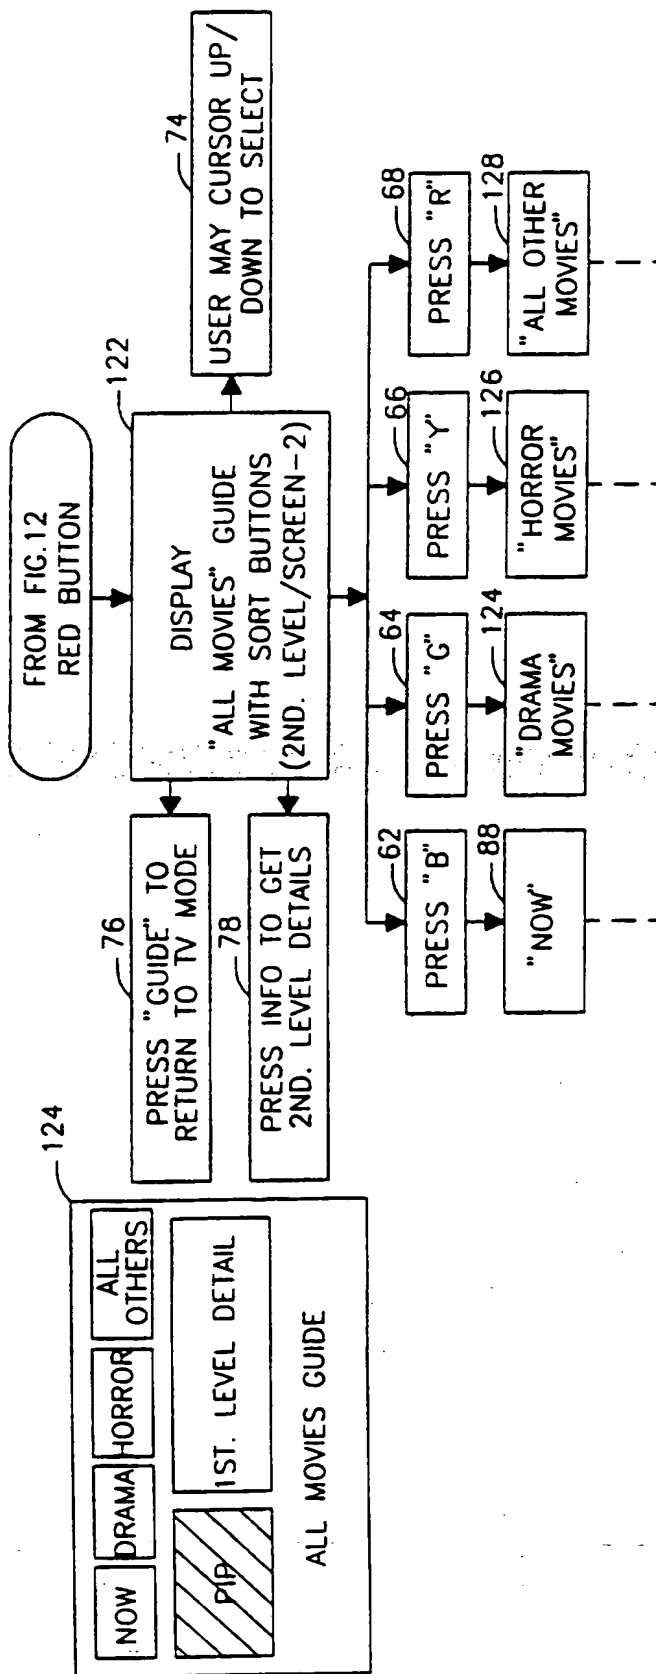 FROM FIG.12
RED BUTTON
122
DISPLAY
"ALL MOVIES" GUIDE
WITH SORT BUTTONS
(2ND. LEVEL/SCREEN-2)
74
USER MAY CURSOR UP/
DOWN TO SELECT
76
PRESS "GUIDE" TO
RETURN TO TV MODE
78
PRESS INFO TO GET
2ND. LEVEL DETAILS
124
NOW
DRAMA
HORROR
ALL
OTHERS
PIP
1ST. LEVEL DETAIL
ALL MOVIES GUIDE
62
PRESS "B"
64
PRESS "G"
66
PRESS "Y"
68
PRESS "R"
88
"NOW"
124
"DRAMA
MOVIES"
126
"HORROR
MOVIES"
128
"ALL OTHER
MOVIES"